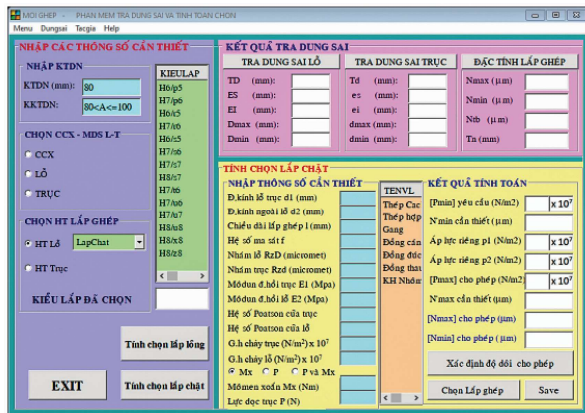 MOI GHEP - PHAN MEM TRA DUNG SAI VA TINH TOAN CHON
Menu Dungsai Tacgia Help
NHẬP CÁC THÔNG SỐ CẦN THIẾT
NHẬP KTDN
KTDN (mm): 80
KKTDN: 80<A<=100
CHỌN CCX - MDS L-T
CCX
LỖ
TRỤC
CHỌN HT LẮP GHÉP
HT Lỗ LapChat
HT Trục
KIỂU LẮP ĐÃ CHỌN
KIEULAP
H6/p5
H7/p6
H6/r5
H7/r6
H6/s5
H7/s6
H7/s7
H8/s7
H7/t6
H7/u6
H7/u7
H8/u8
H8/x8
H8/z8
Tính chọn lắp lỏng
EXIT
Tính chọn lắp chặt
KẾT QUẢ TRA DUNG SAI
TRA DUNG SAI LỖ
TD (mm):
ES (mm):
EI (mm):
Dmax (mm):
Dmin (mm):
TRA DUNG SAI TRỤC
Td (mm):
es (mm):
ei (mm):
dmax (mm):
dmin (mm):
ĐẶC TÍNH LẮP GHÉP
Nmax (µm)
Nmin (µm)
Ntb (µm)
Tn (mm)
TÍNH CHỌN LẮP CHẶT
NHẬP THÔNG SỐ CẦN THIẾT
Đ,kính lỗ trục d1 (mm)
Đ,kính ngoài lỗ d2 (mm)
Chiều dài lắp ghép l (mm)
Hệ số ma sát f
Nhám lỗ RzD (micromet)
Nhám trục Rzd (micromet)
Môđun đ.hồi trục E1 (Mpa)
Môđun đ.hồi lỗ E2 (Mpa)
Hệ số Poatson của trục
Hệ số Poatson của lỗ
G.h chảy trục (N/m2) x 10⁷
G.h chảy lỗ (N/m²) x 10⁷
Mx P P và Mx
Mômen xoắn Mx (Nm)
Lực dọc trục P (N)
TENVL
Thép Cac
Thép hợp
Gang
Đồng cán
Đồng đúc
Đồng thau
KH Nhôm
KẾT QUẢ TÍNH TOÁN
[Pmin] yêu cầu (N/m2) x 10⁷
N'min cần thiết (µm)
Áp lực riêng p1 (N/m2) x 10⁷
Áp lực riêng p2 (N/m2) x 10⁷
[Pmax] cho phép (N/m2) x 10⁷
N'max cần thiết (µm)
[Nmax] cho phép (µm)
[Nmin] cho phép (µm)
Xác định độ dôi cho phép
Chọn Lắp ghép Save